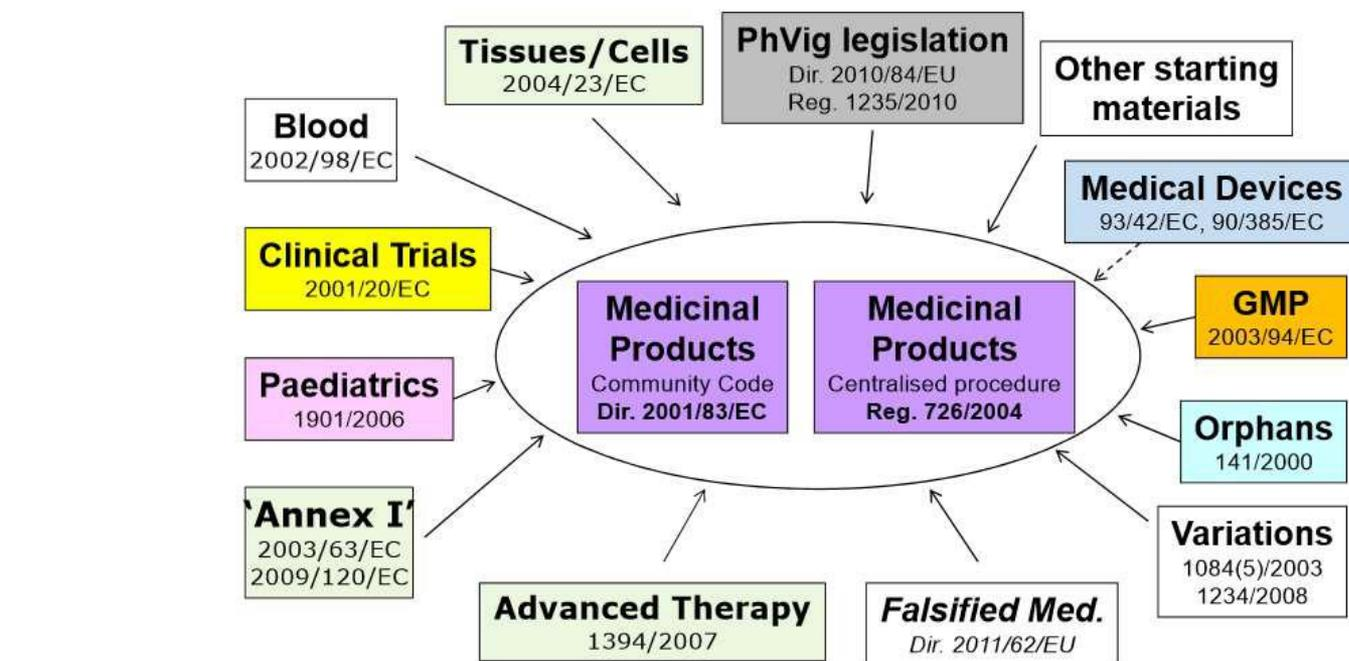 Tissues/Cells
2004/23/EC
PhVig legislation
Dir. 2010/84/EU
Reg. 1235/2010
Other starting
materials
Blood
2002/98/EC
Medical Devices
93/42/EC, 90/385/EC
Clinical Trials
2001/20/EC
Medicinal
Products
Community Code
Dir. 2001/83/EC
Medicinal
Products
Centralised procedure
Reg. 726/2004
GMP
2003/94/EC
Paediatrics
1901/2006
Orphans
141/2000
‘Annex I’
2003/63/EC
2009/120/EC
Variations
1084(5)/2003
1234/2008
Advanced Therapy
1394/2007
Falsified Med.
Dir. 2011/62/EU